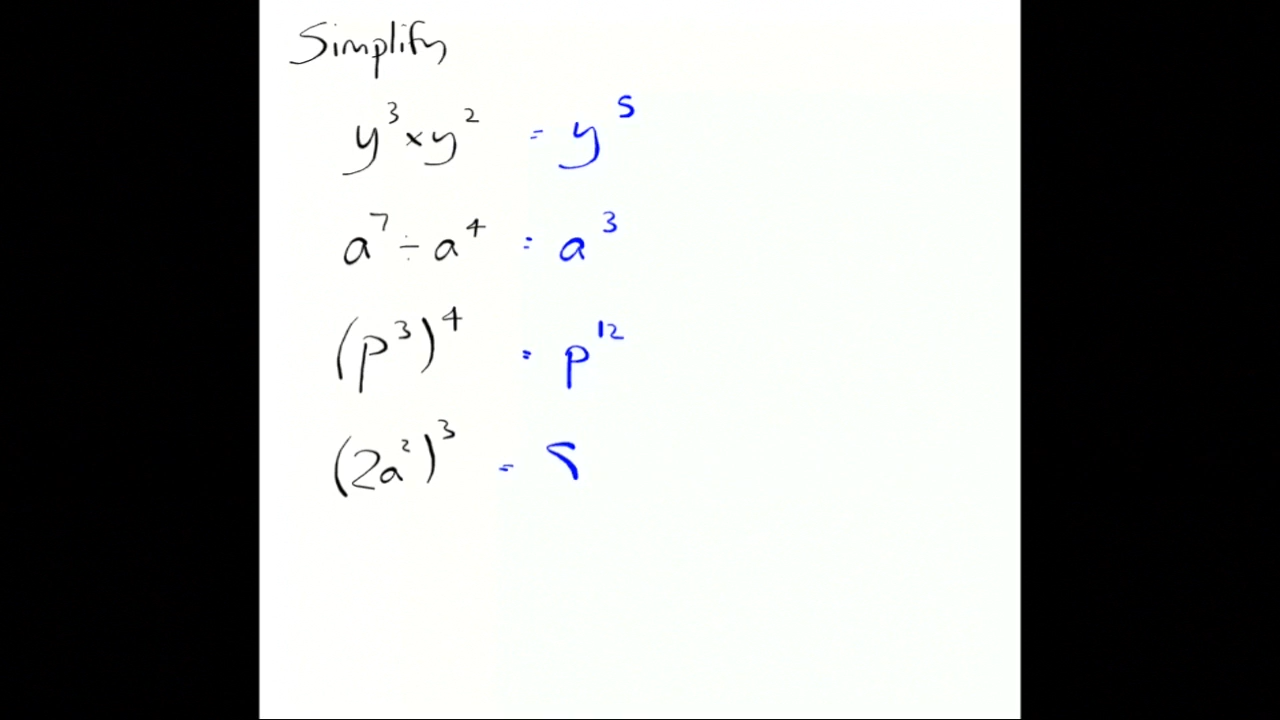 Simplify
y³ × y² = y⁵
a⁷ ÷ a⁴ = a³
(p³)⁴ = p¹²
(2a²)³ =